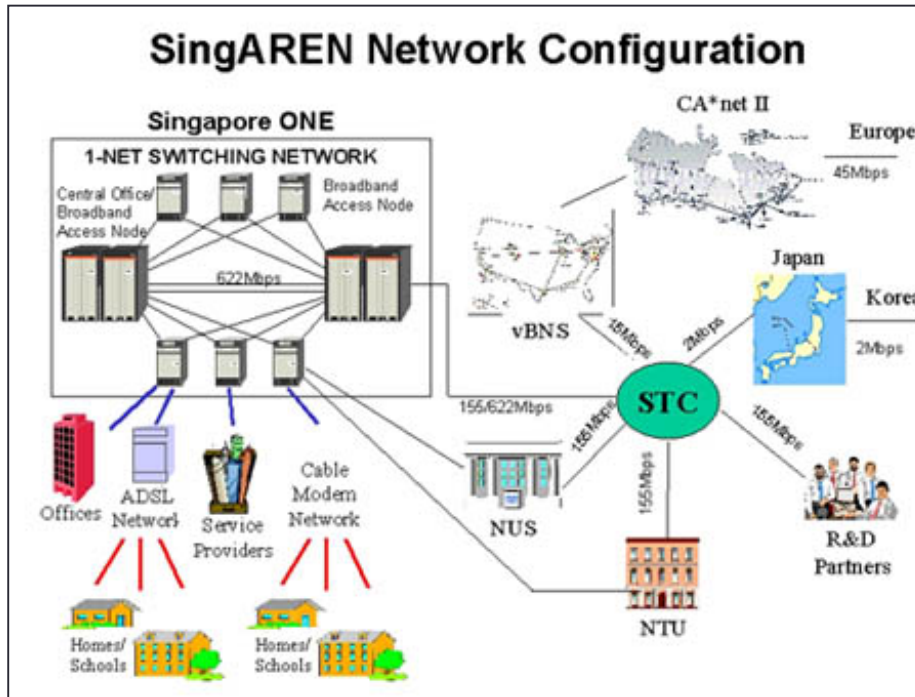 SingAREN Network Configuration
Singapore ONE
1-NET SWITCHING NETWORK
Central Office/
Broadband
Access Node
Broadband
Access Node
622Mbps
CA*net II
Europe
45Mbps
vBNS
15Mbps
Japan
2Mbps
Korea
2Mbps
155/622Mbps
STC
155Mbps
155Mbps
155Mbps
NUS
NTU
R&D
Partners
Offices
ADSL
Network
Service
Providers
Cable
Modem
Network
Homes/
Schools
Homes/
Schools